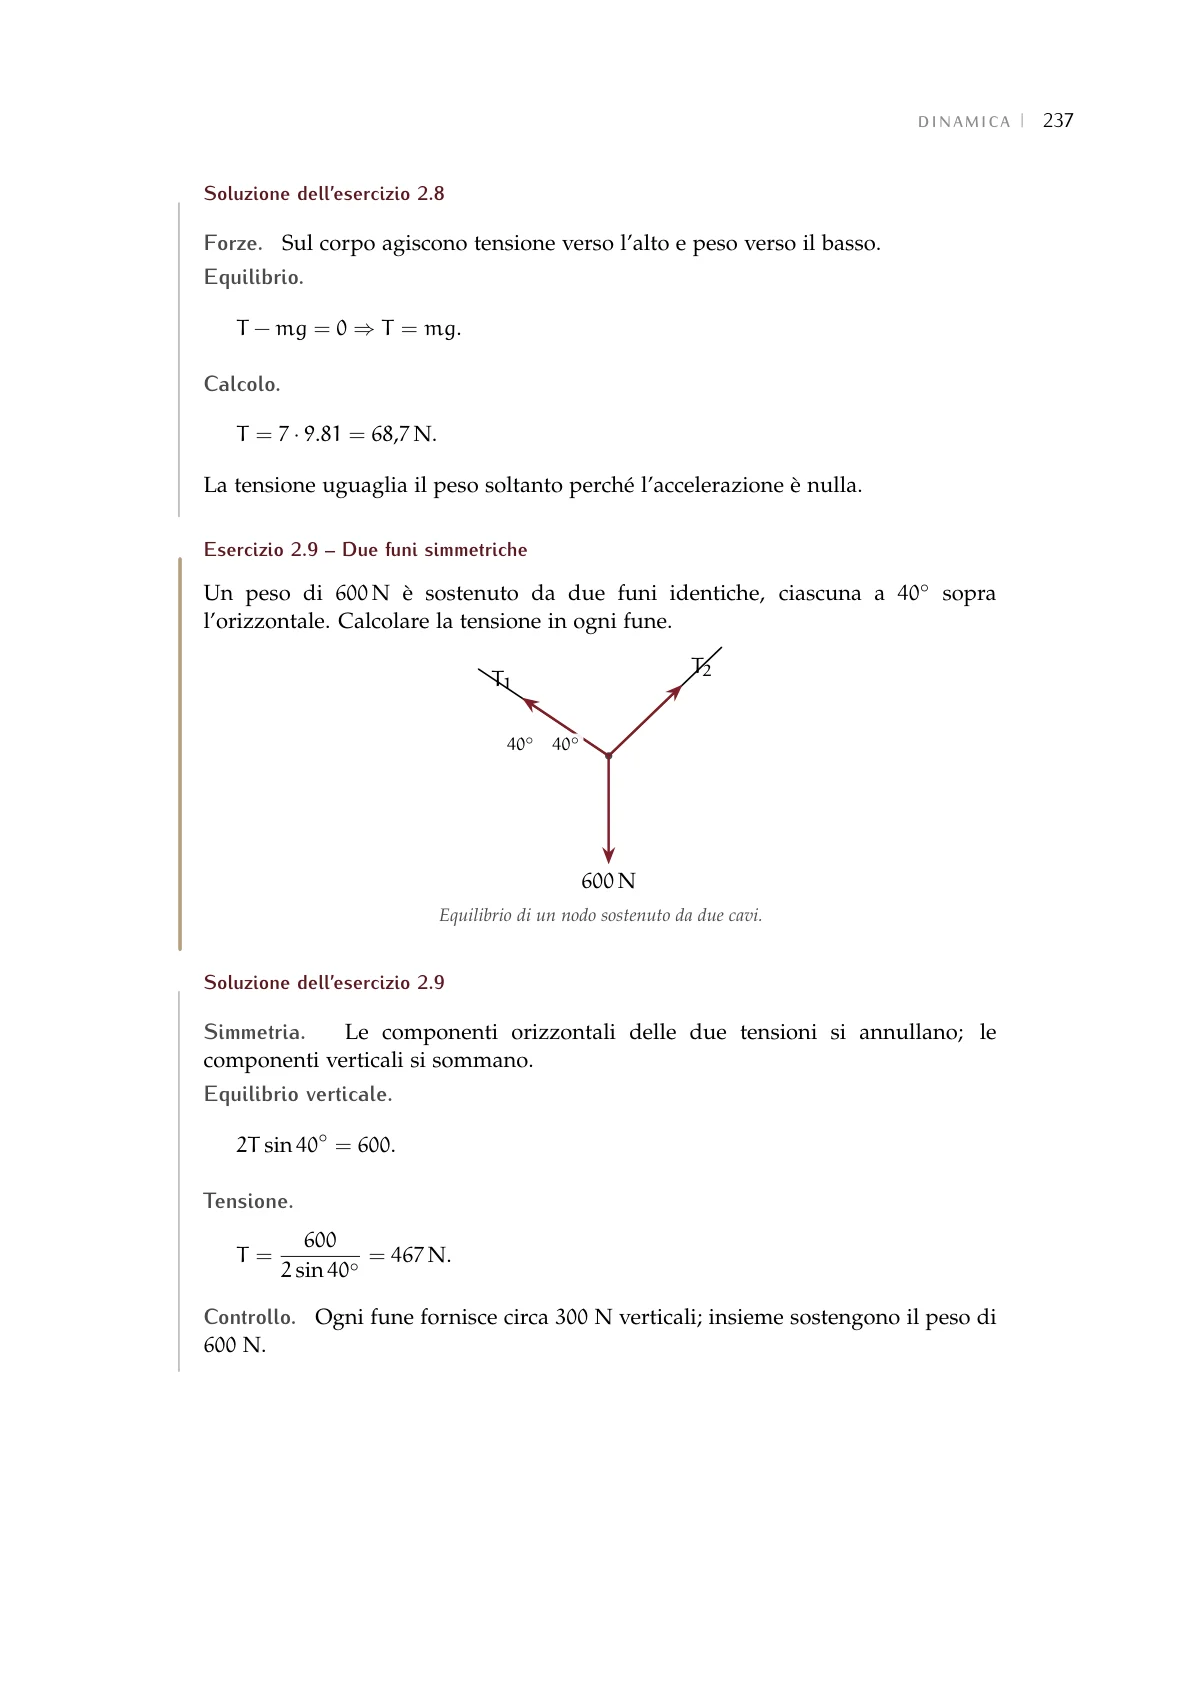 DINAMICA | 237
Soluzione dell'esercizio 2.8
Forze. Sul corpo agiscono tensione verso l'alto e peso verso il basso.
Equilibrio.
T − mg = 0 ⇒ T = mg.
Calcolo.
T = 7 · 9.81 = 68,7 N.
La tensione uguaglia il peso soltanto perché l'accelerazione è nulla.
Esercizio 2.9 – Due funi simmetriche
Un peso di 600 N è sostenuto da due funi identiche, ciascuna a 40° sopra
l'orizzontale. Calcolare la tensione in ogni fune.
T₁ T₂
40° 40°
600 N
Equilibrio di un nodo sostenuto da due cavi.
Soluzione dell'esercizio 2.9
Simmetria. Le componenti orizzontali delle due tensioni si annullano; le
componenti verticali si sommano.
Equilibrio verticale.
2T sin 40° = 600.
Tensione.
T = 600 / (2 sin 40°) = 467 N.
Controllo. Ogni fune fornisce circa 300 N verticali; insieme sostengono il peso di
600 N.